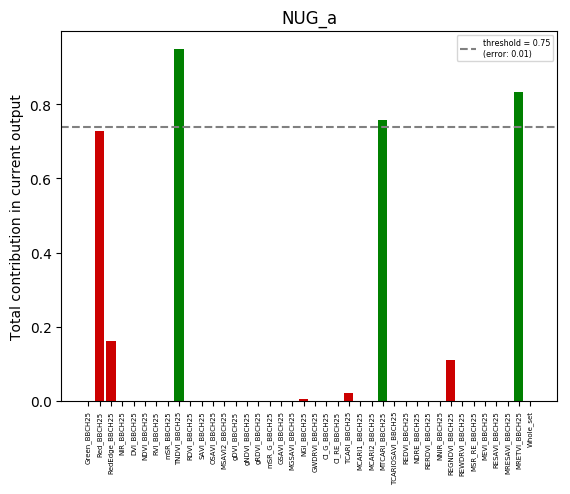 NUG_a
threshold = 0.75
(error: 0.01)
Total contribution in current output
0.8
0.6
0.4
0.2
0.0
Green_BBCH25
Red_BBCH25
RedEdge_BBCH25
NIR_BBCH25
DVI_BBCH25
NDVI_BBCH25
RVI_BBCH25
mSR_BBCH25
TNDVI_BBCH25
RDVI_BBCH25
SAVI_BBCH25
OSAVI_BBCH25
MSAVI2_BBCH25
gDVI_BBCH25
gNDVI_BBCH25
gRDVI_BBCH25
mSR_G_BBCH25
GSAVI_BBCH25
MGSAVI_BBCH25
NGI_BBCH25
GWDRVI_BBCH25
CI_G_BBCH25
CI_RE_BBCH25
TCARI_BBCH25
MCARI1_BBCH25
MCARI2_BBCH25
MTCARI_BBCH25
TCARIOSAVI_BBCH25
REDVI_BBCH25
NDRE_BBCH25
RERDVI_BBCH25
NNIR_BBCH25
REGNDVI_BBCH25
REWDRVI_BBCH25
MSR_RE_BBCH25
MEVI_BBCH25
RESAVI_BBCH25
MRESAVI_BBCH25
MRETVI_BBCH25
Whole_set